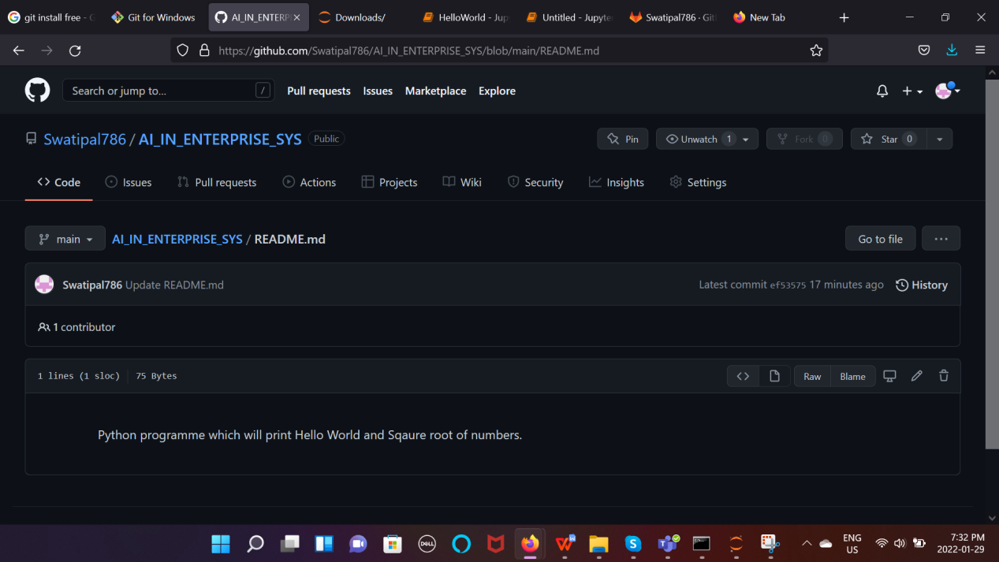 git install free - G
Git for Windows
AI_IN_ENTERP
Downloads/
HelloWorld - Jup
Untitled - Jupyte
Swatipal786 · Git
New Tab
https://github.com/Swatipal786/AI_IN_ENTERPRISE_SYS/blob/main/README.md
Search or jump to... / Pull requests Issues Marketplace Explore
Swatipal786 / AI_IN_ENTERPRISE_SYS Public Pin Unwatch 1 Fork 0 Star 0
Code Issues Pull requests Actions Projects Wiki Security Insights Settings
main AI_IN_ENTERPRISE_SYS / README.md Go to file ...
Swatipal786 Update README.md Latest commit ef53575 17 minutes ago History
1 contributor
1 lines (1 sloc) 75 Bytes <> Raw Blame
Python programme which will print Hello World and Sqaure root of numbers.
DELL
ENG
US
7:32 PM
2022-01-29